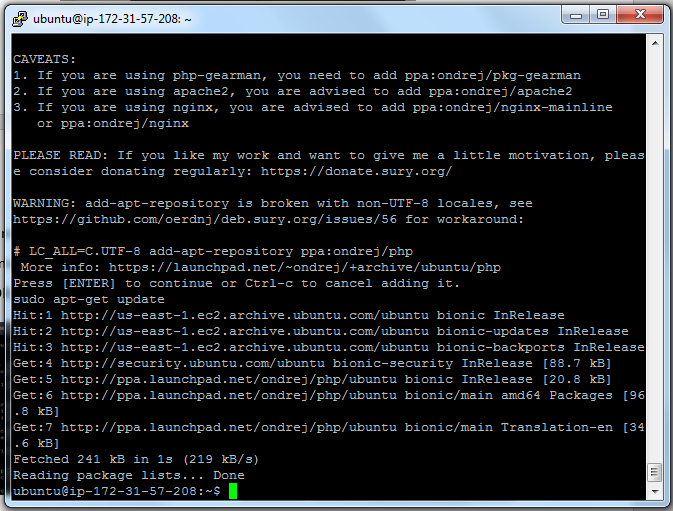 ubuntu@ip-172-31-57-208: ~
CAVEATS:
1. If you are using php-gearman, you need to add ppa:ondrej/pkg-gearman
2. If you are using apache2, you are advised to add ppa:ondrej/apache2
3. If you are using nginx, you are advised to add ppa:ondrej/nginx-mainline
   or ppa:ondrej/nginx
PLEASE READ: If you like my work and want to give me a little motivation, pleas
e consider donating regularly: https://donate.sury.org/
WARNING: add-apt-repository is broken with non-UTF-8 locales, see
https://github.com/oerdnj/deb.sury.org/issues/56 for workaround:
# LC_ALL=C.UTF-8 add-apt-repository ppa:ondrej/php
 More info: https://launchpad.net/~ondrej/+archive/ubuntu/php
Press [ENTER] to continue or Ctrl-c to cancel adding it.
sudo apt-get update
Hit:1 http://us-east-1.ec2.archive.ubuntu.com/ubuntu bionic InRelease
Hit:2 http://us-east-1.ec2.archive.ubuntu.com/ubuntu bionic-updates InRelease
Hit:3 http://us-east-1.ec2.archive.ubuntu.com/ubuntu bionic-backports InRelease
Get:4 http://security.ubuntu.com/ubuntu bionic-security InRelease [88.7 kB]
Get:5 http://ppa.launchpad.net/ondrej/php/ubuntu bionic InRelease [20.8 kB]
Get:6 http://ppa.launchpad.net/ondrej/php/ubuntu bionic/main amd64 Packages [96
.8 kB]
Get:7 http://ppa.launchpad.net/ondrej/php/ubuntu bionic/main Translation-en [34
.6 kB]
Fetched 241 kB in 1s (219 kB/s)
Reading package lists... Done
ubuntu@ip-172-31-57-208:~$